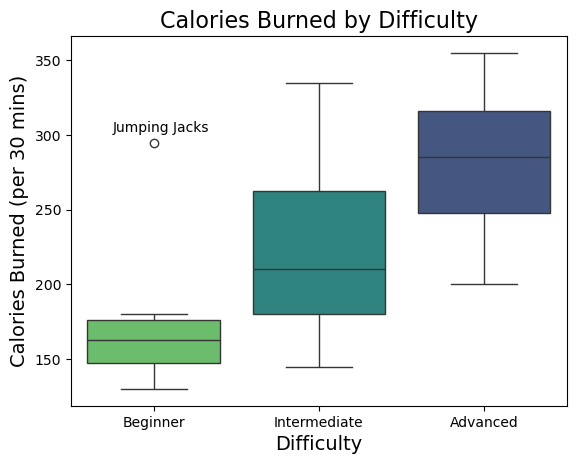 Calories Burned by Difficulty
Calories Burned (per 30 mins)
350
300
250
200
150
Jumping Jacks
Beginner Intermediate Advanced
Difficulty